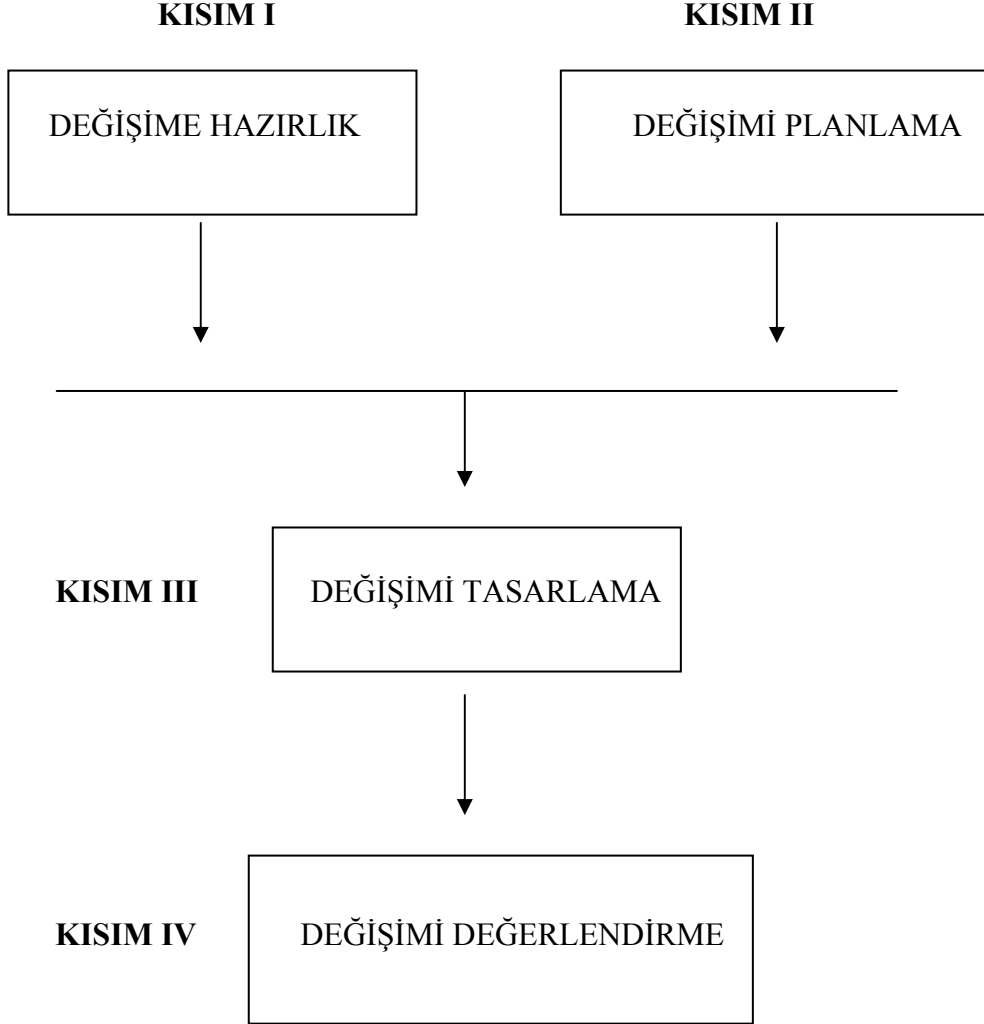 KISIM I
KISIM II
DEĞİŞİME HAZIRLIK
DEĞİŞİMİ PLANLAMA
KISIM III
DEĞİŞİMİ TASARLAMA
KISIM IV
DEĞİŞİMİ DEĞERLENDİRME